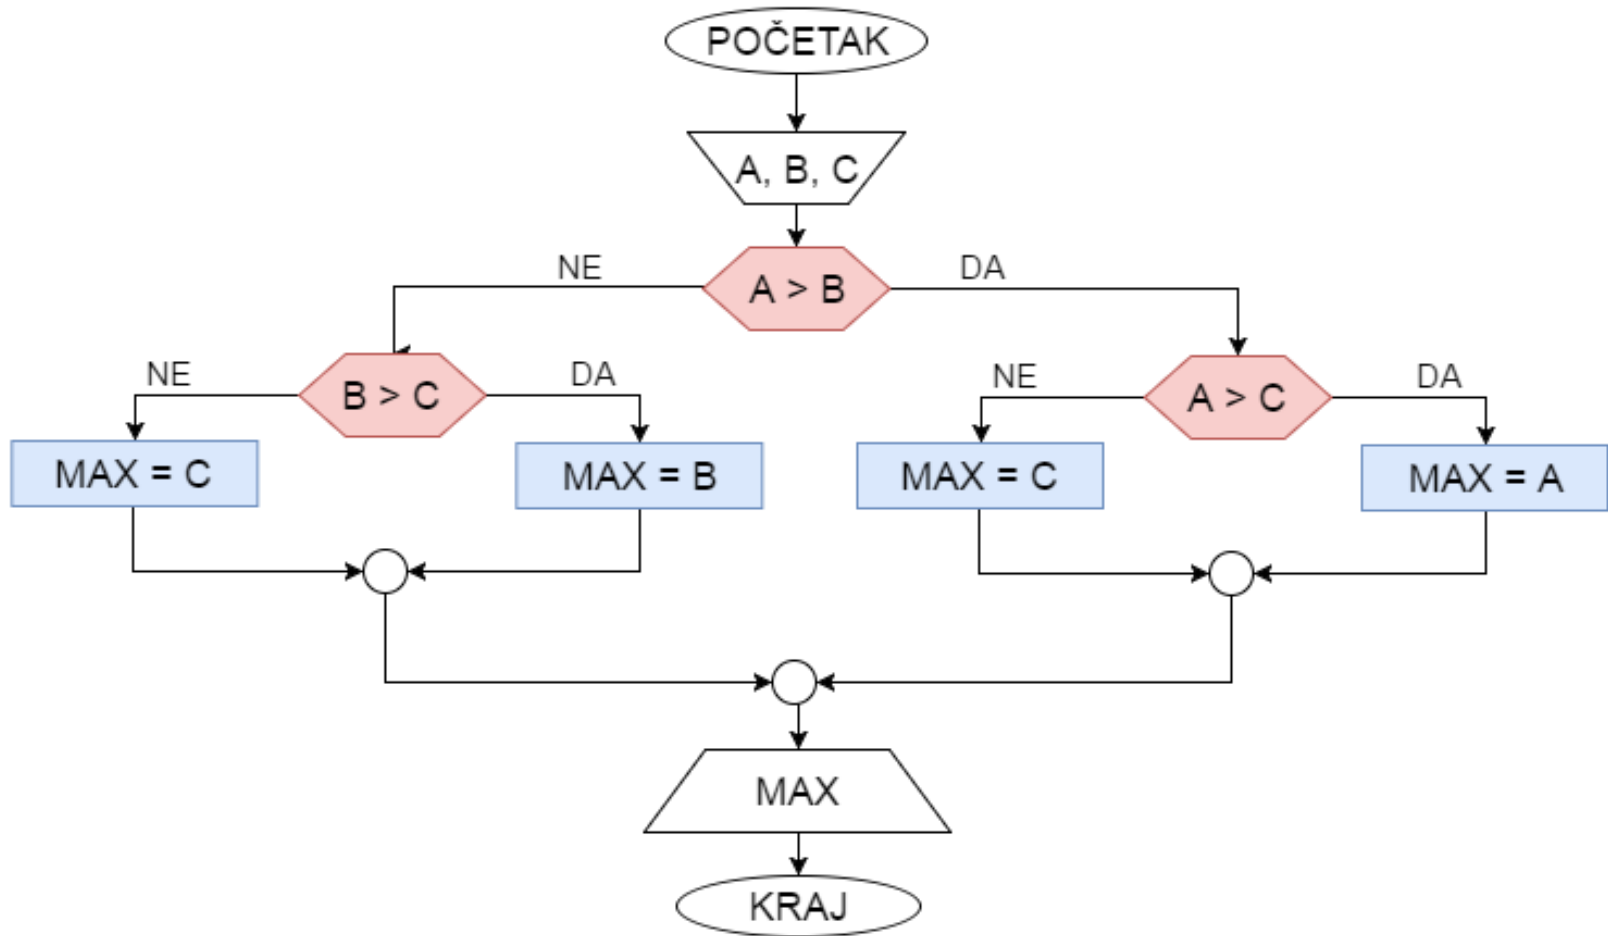 POČETAK
A, B, C
NE
A > B
DA
NE
B > C
DA
NE
A > C
DA
MAX = C
MAX = B
MAX = C
MAX = A
MAX
KRAJ